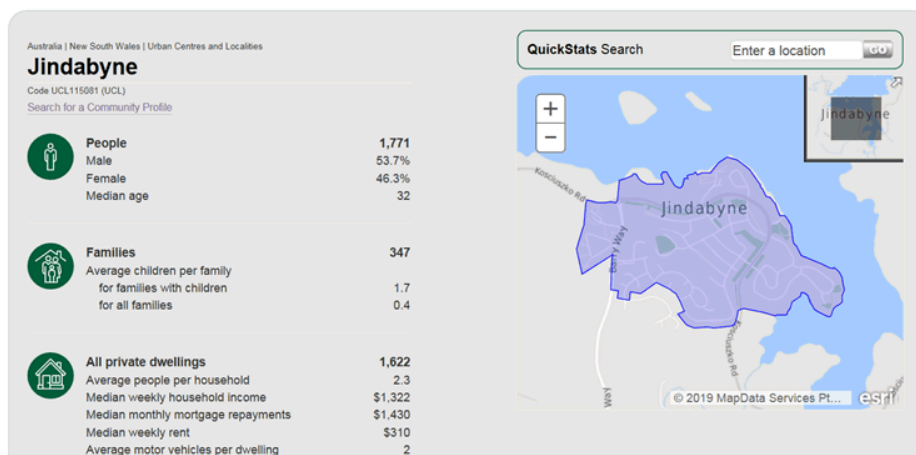 Australia | New South Wales | Urban Centres and Localities
Jindabyne
Code UCL115081 (UCL)
Search for a Community Profile
People 1,771
Male 53.7%
Female 46.3%
Median age 32
Families 347
Average children per family
for families with children 1.7
for all families 0.4
All private dwellings 1,622
Average people per household 2.3
Median weekly household income $1,322
Median monthly mortgage repayments $1,430
Median weekly rent $310
Average motor vehicles per dwelling 2
QuickStats Search
Enter a location GO
+
−
Jindabyne
Kosciuszko Rd
Jindabyne
Barry Way
Kosciuszko Rd
Way
© 2019 MapData Services Pt...
esri